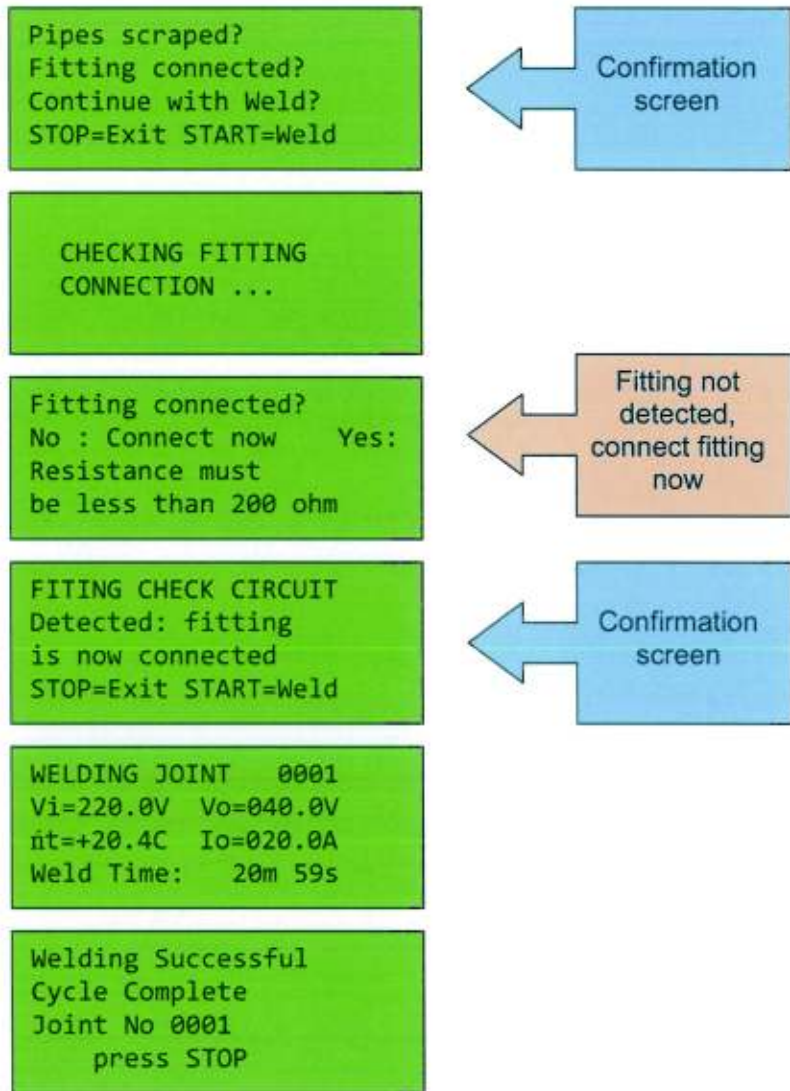 Pipes scraped?
Fitting connected?
Continue with Weld?
STOP=Exit START=Weld
Confirmation
screen
CHECKING FITTING
CONNECTION ...
Fitting connected?
No : Connect now    Yes:
Resistance must
be less than 200 ohm
Fitting not
detected,
connect fitting
now
FITING CHECK CIRCUIT
Detected: fitting
is now connected
STOP=Exit START=Weld
Confirmation
screen
WELDING JOINT   0001
Vi=220.0V  Vo=040.0V
ṅt=+20.4C  Io=020.0A
Weld Time:   20m 59s
Welding Successful
Cycle Complete
Joint No 0001
press STOP